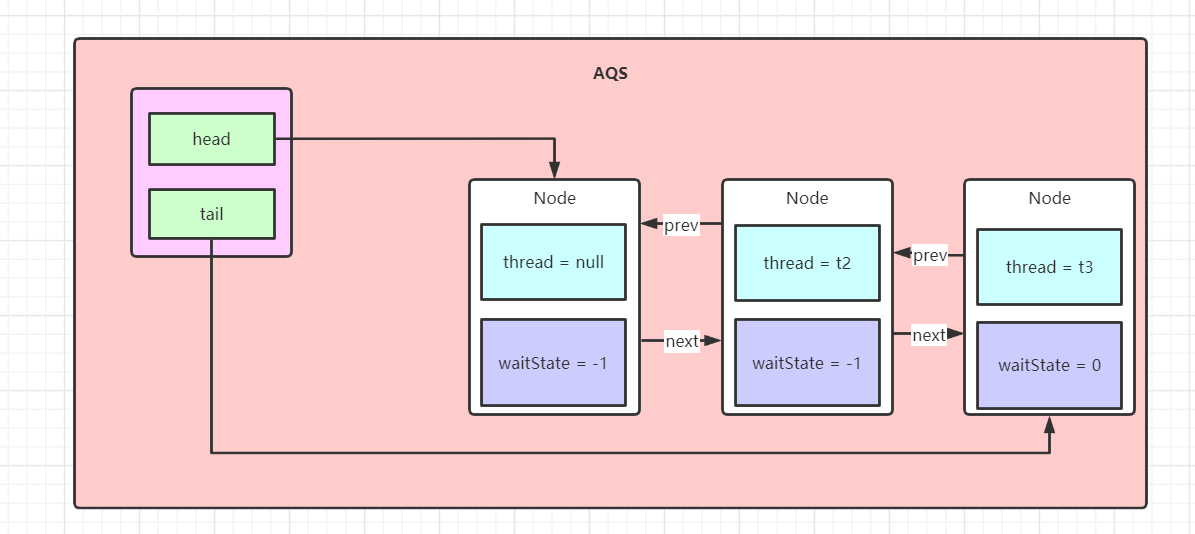 AQS
head
tail
Node
thread = null
waitState = -1
prev
next
Node
thread = t2
waitState = -1
prev
next
Node
thread = t3
waitState = 0